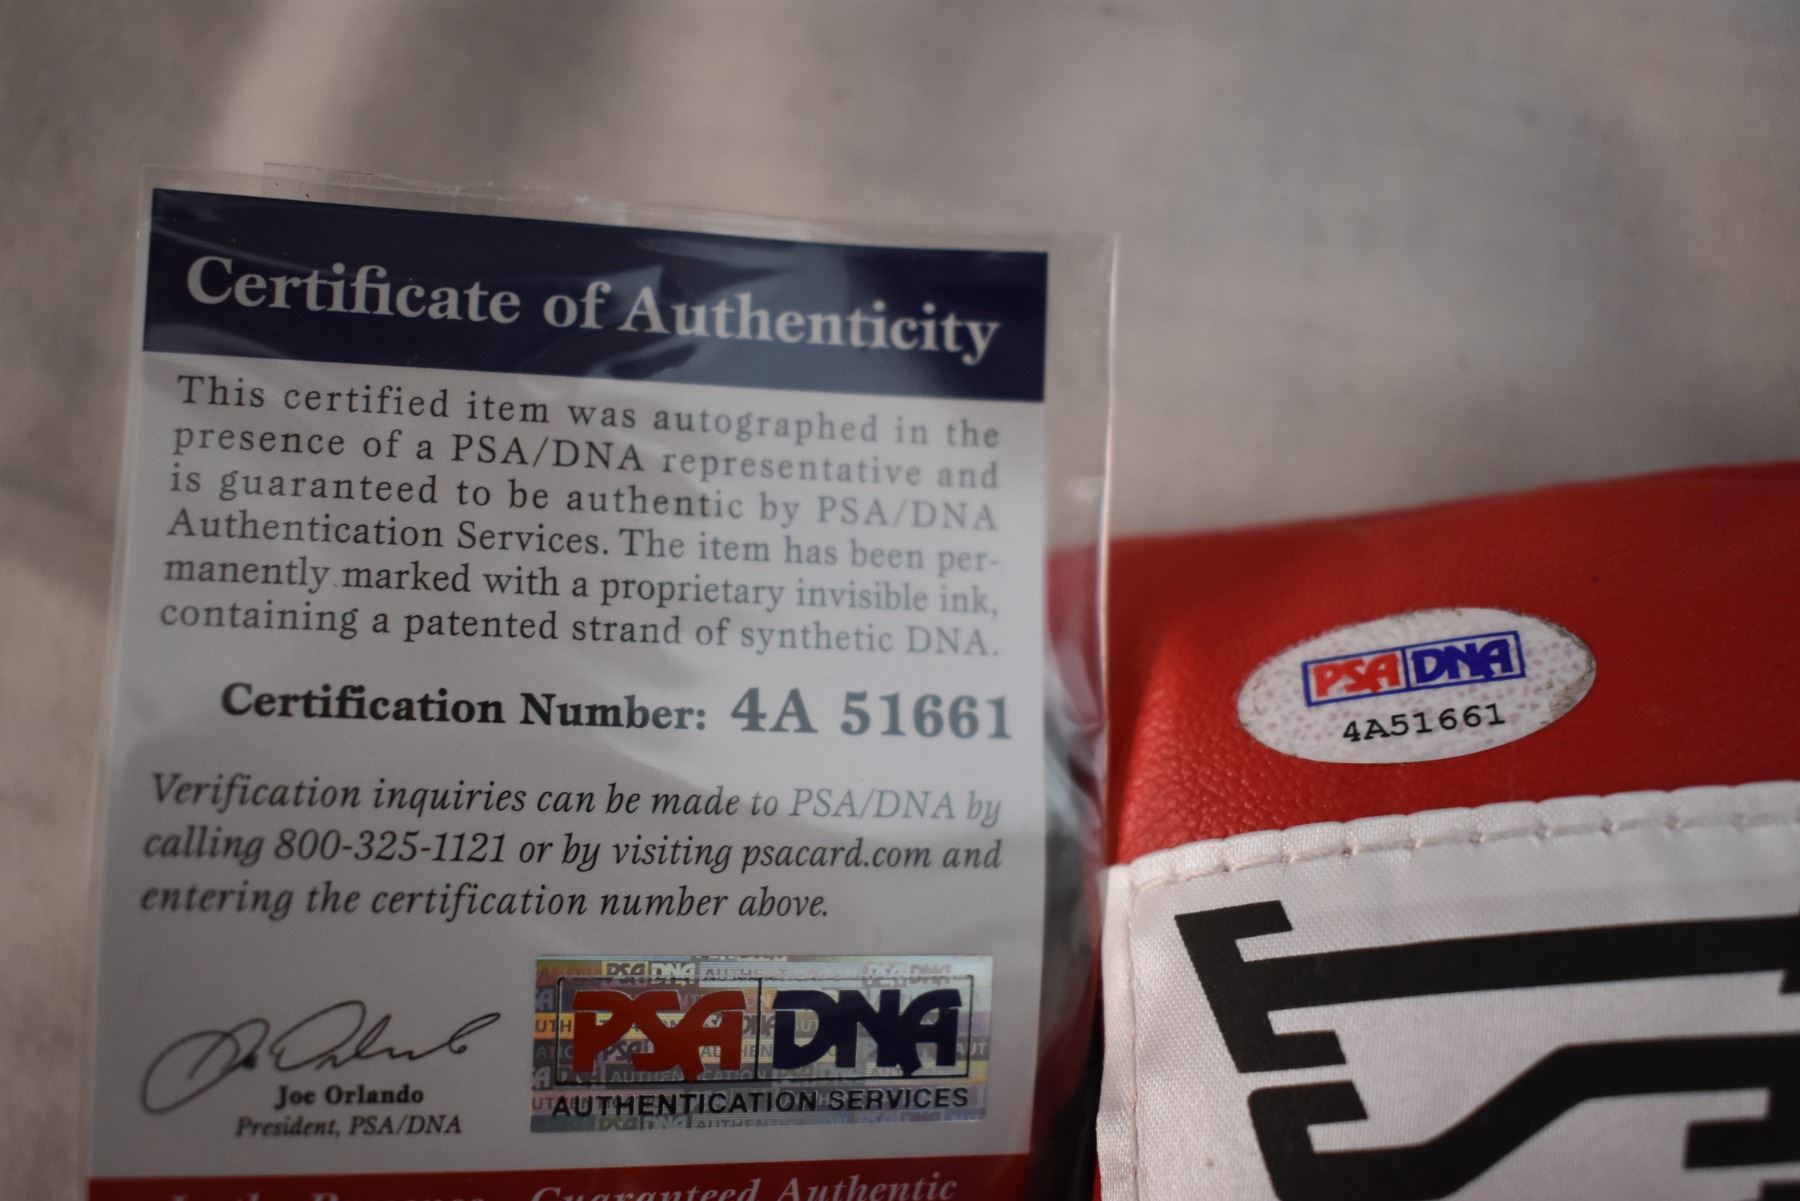 Certificate of Authenticity
This certified item was autographed in the
presence of a PSA/DNA representative and
is guaranteed to be authentic by PSA/DNA
Authentication Services. The item has been per-
manently marked with a proprietary invisible ink,
containing a patented strand of synthetic DNA.
Certification Number: 4A 51661
Verification inquiries can be made to PSA/DNA by
calling 800-325-1121 or by visiting psacard.com and
entering the certification number above.
Joe Orlando
President, PSA/DNA
PSA DNA
AUTHENTICATION SERVICES
Guaranteed Authentic
PSA DNA
4A51661